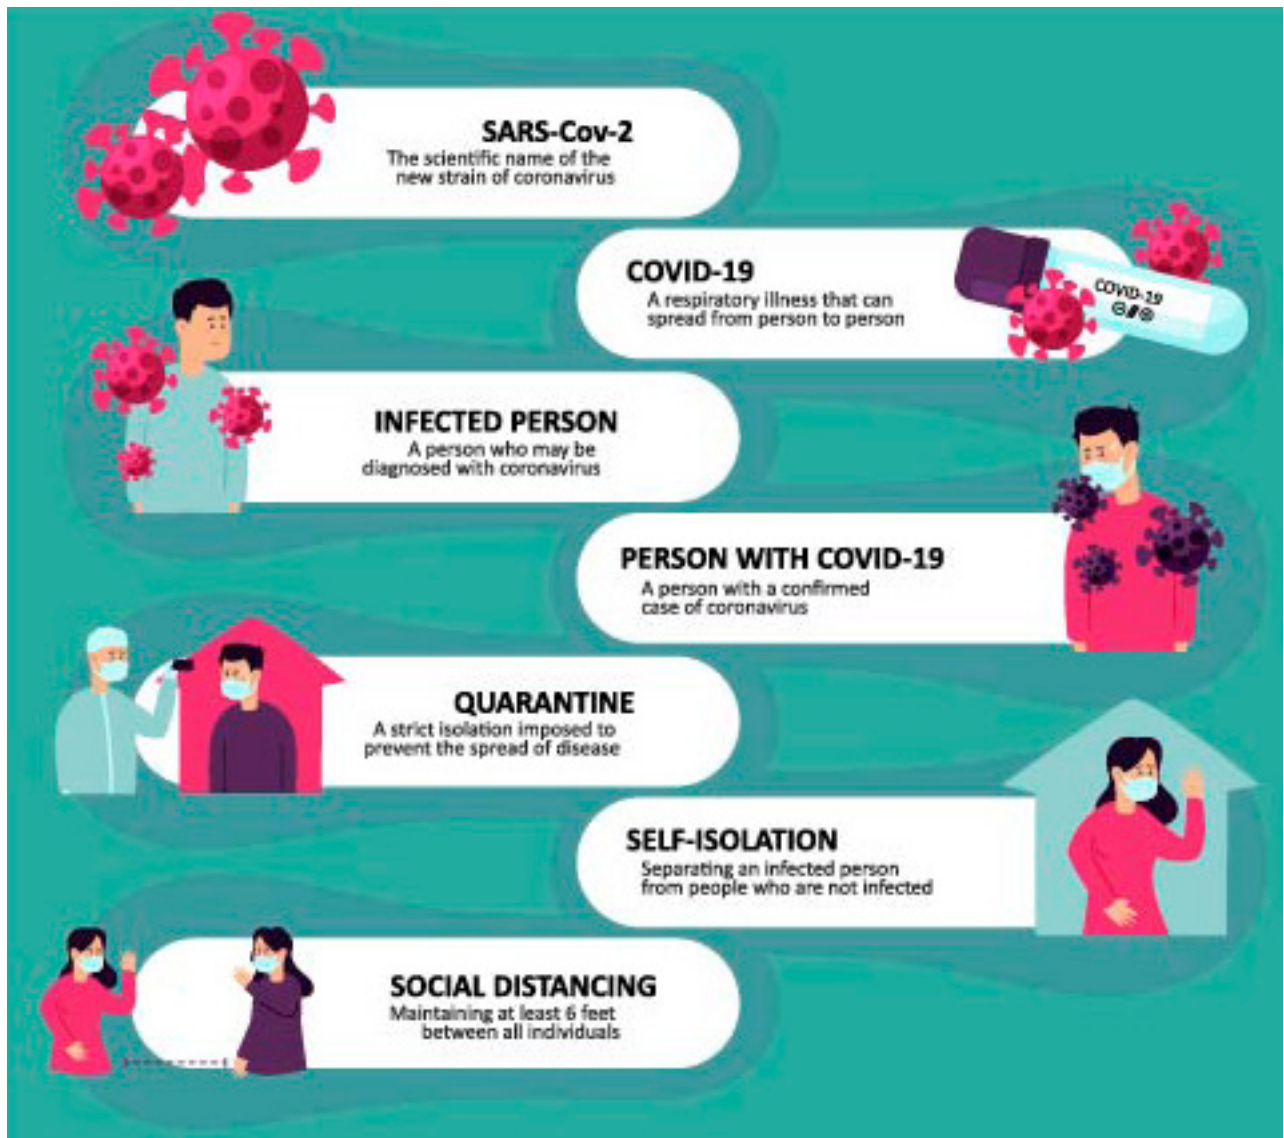 SARS-Cov-2
The scientific name of the
new strain of coronavirus
COVID-19
A respiratory illness that can
spread from person to person
COVID-19
INFECTED PERSON
A person who may be
diagnosed with coronavirus
PERSON WITH COVID-19
A person with a confirmed
case of coronavirus
QUARANTINE
A strict isolation imposed to
prevent the spread of disease
SELF-ISOLATION
Separating an infected person
from people who are not infected
SOCIAL DISTANCING
Maintaining at least 6 feet
between all individuals